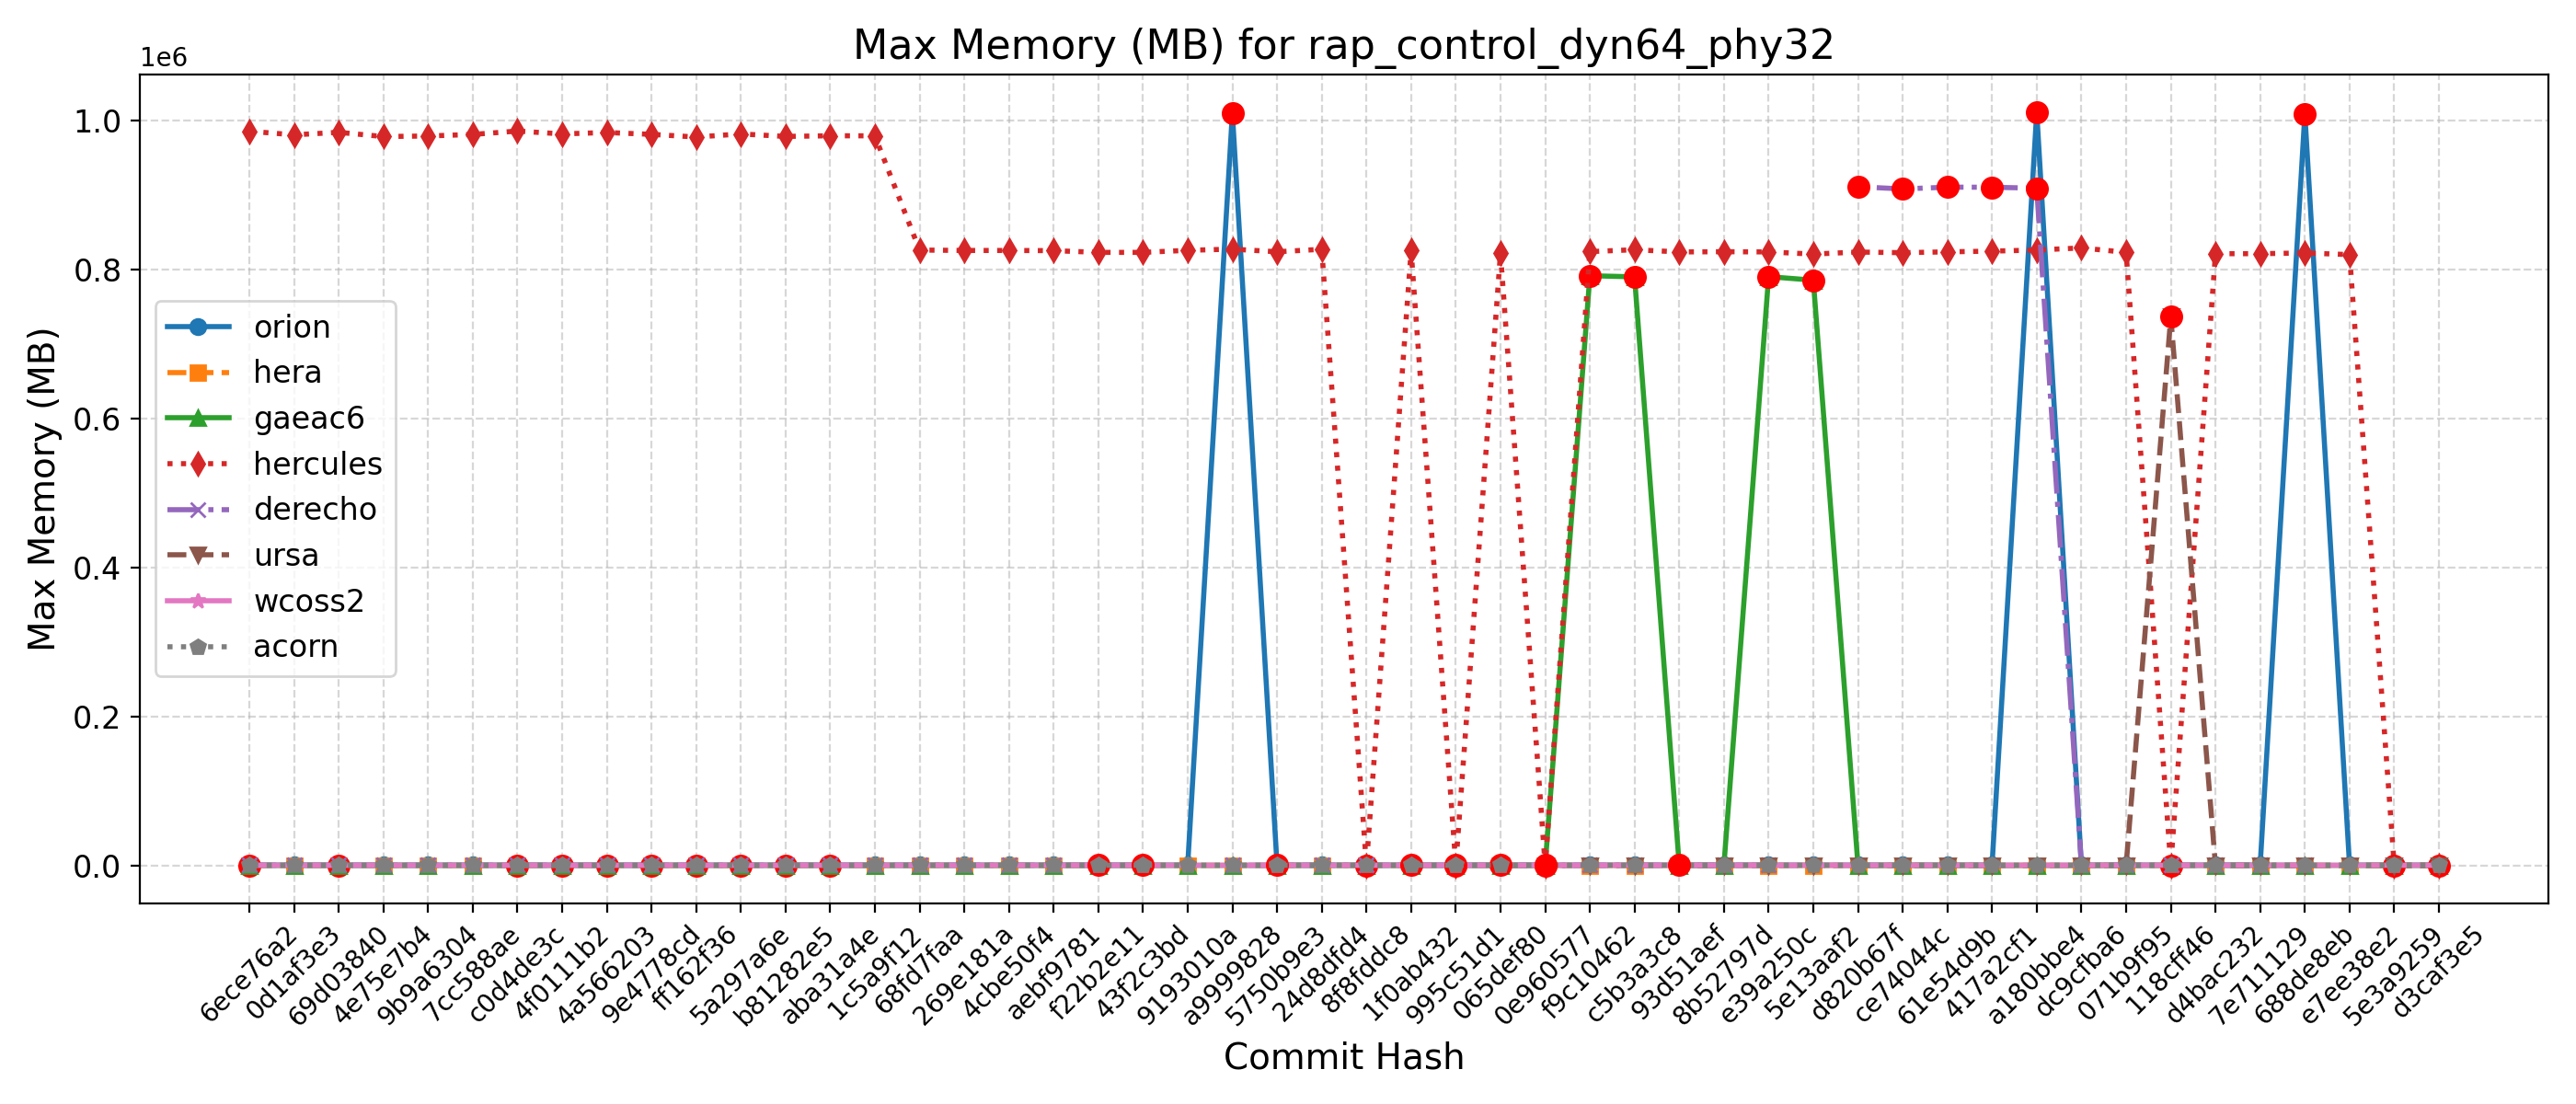 Max Memory (MB) for rap_control_dyn64_phy32
1e6
1.0
0.8
0.6
0.4
0.2
0.0
Max Memory (MB)
orion
hera
gaeac6
hercules
derecho
ursa
wcoss2
acorn
6ece76a2
0d1af3e3
69d03840
4e75e7b4
9b9a6304
7cc588ae
c0d4de3c
4f0111b2
4a566203
9e4778cd
ff162f36
5a297a6e
b81282e5
aba31a4e
1c5a9f12
68fd7faa
269e181a
4cbe50f4
aebf9781
f22b2e11
43f2c3bd
9193010a
a9999828
5750b9e3
24d8dfd4
8f8fddc8
1f0ab432
995c51d1
065def80
0e960577
f9c10462
c5b3a3c8
93d51aef
8b52797d
e39a250c
5e13aaf2
d820b67f
ce74044c
61e54d9b
417a2cf1
a180bbe4
dc9cfba6
071b9f95
118cff46
d4bac232
7e711129
688de8eb
e7ee38e2
5e3a9259
d3caf3e5
Commit Hash